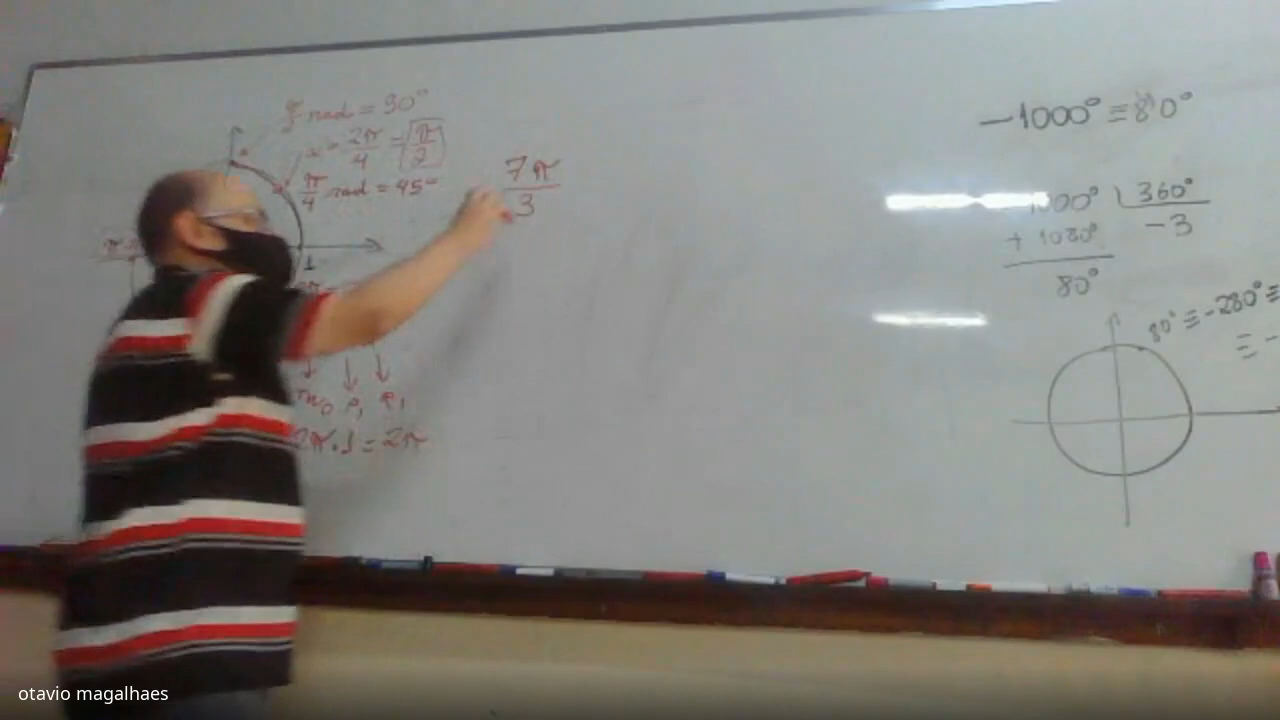 rad = 90°
x = 2π/4 = π/2
π/4 rad = 45°
7π/3
1
2π.1 = 2π
-1000° ≡ 80°
1000° 360°
+ 1080° -3
80°
80° ≡ -280° ≡
≡ -
otavio magalhaes